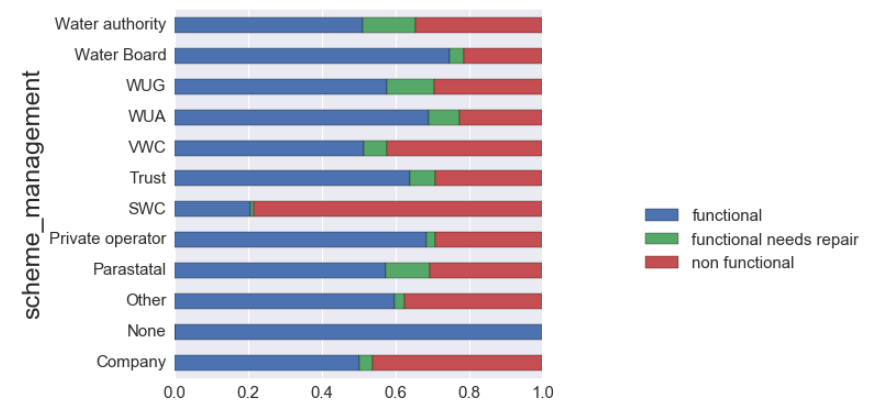 scheme_management
Water authority
Water Board
WUG
WUA
VWC
Trust
SWC
Private operator
Parastatal
Other
None
Company
0.0 0.2 0.4 0.6 0.8 1.0
functional
functional needs repair
non functional